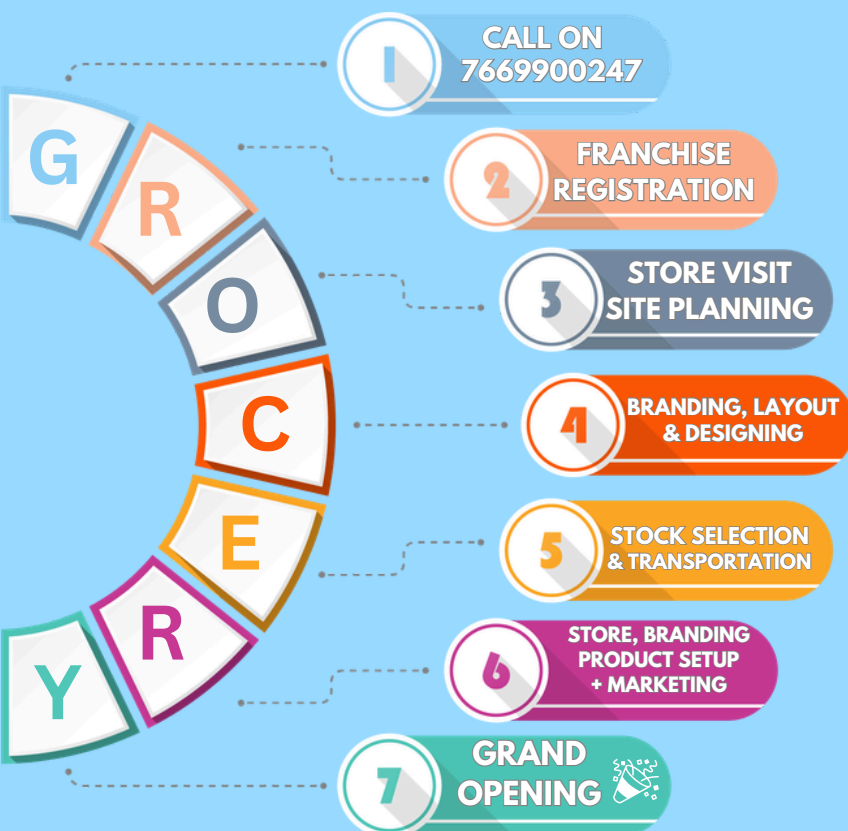 G
R
O
C
E
R
Y
1
CALL ON
7669900247
2
FRANCHISE
REGISTRATION
3
STORE VISIT
SITE PLANNING
4
BRANDING, LAYOUT
& DESIGNING
5
STOCK SELECTION
& TRANSPORTATION
6
STORE, BRANDING
PRODUCT SETUP
+ MARKETING
7
GRAND
OPENING